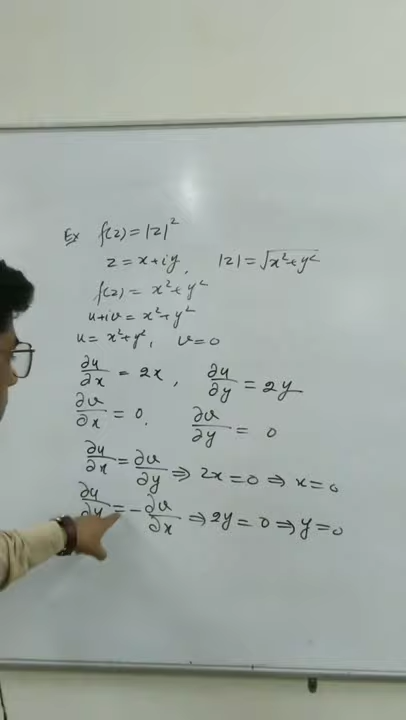 Ex f(z) = |z|²
z = x+iy, |z| = √x²+y²
f(z) = x²+y²
u+iv = x²+y²
u = x²+y², v=0
∂u/∂x = 2x, ∂u/∂y = 2y
∂v/∂x = 0, ∂v/∂y = 0
∂u/∂x = ∂v/∂y ⇒ 2x=0 ⇒ x=0
∂u/∂y = -∂v/∂x ⇒ 2y=0 ⇒ y=0